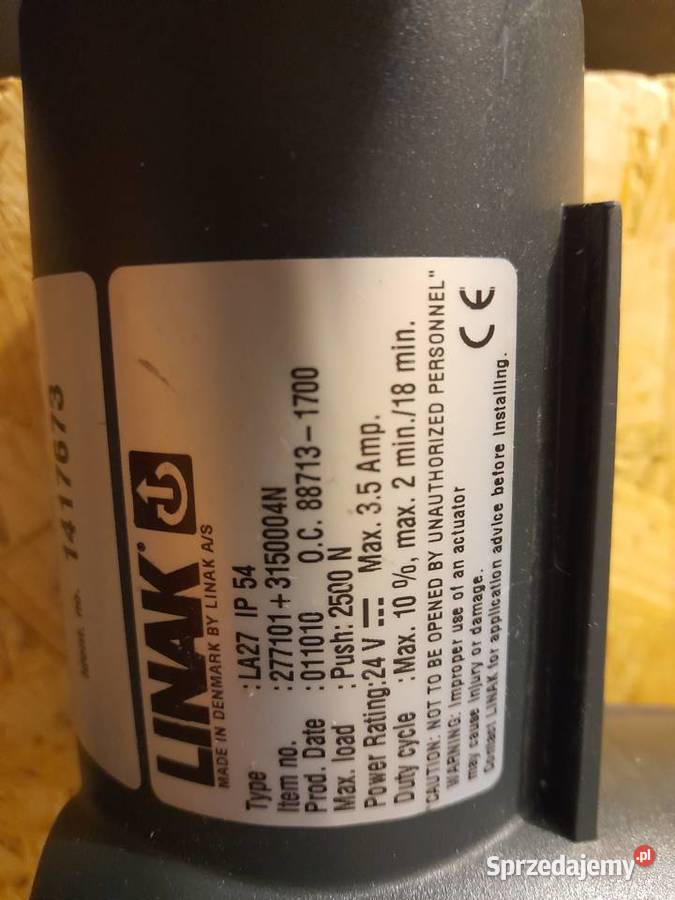 LINAK®
MADE IN DENMARK BY LINAK A/S
Type : LA27 IP 54
Item no. : 277101+3150004N
Prod. Date : 011010 O.C. 88713-1700
Max. load : Push: 2500 N
Power Rating: 24 V Max. 3.5 Amp.
Duty cycle : Max. 10 %, max. 2 min./18 min.
CAUTION: NOT TO BE OPENED BY UNAUTHORIZED PERSONNEL"
WARNING: Improper use of an actuator
may cause injury or damage.
Contact LINAK for application advice before installing.
CE
no. 1417673
Sprzedajemy.pl